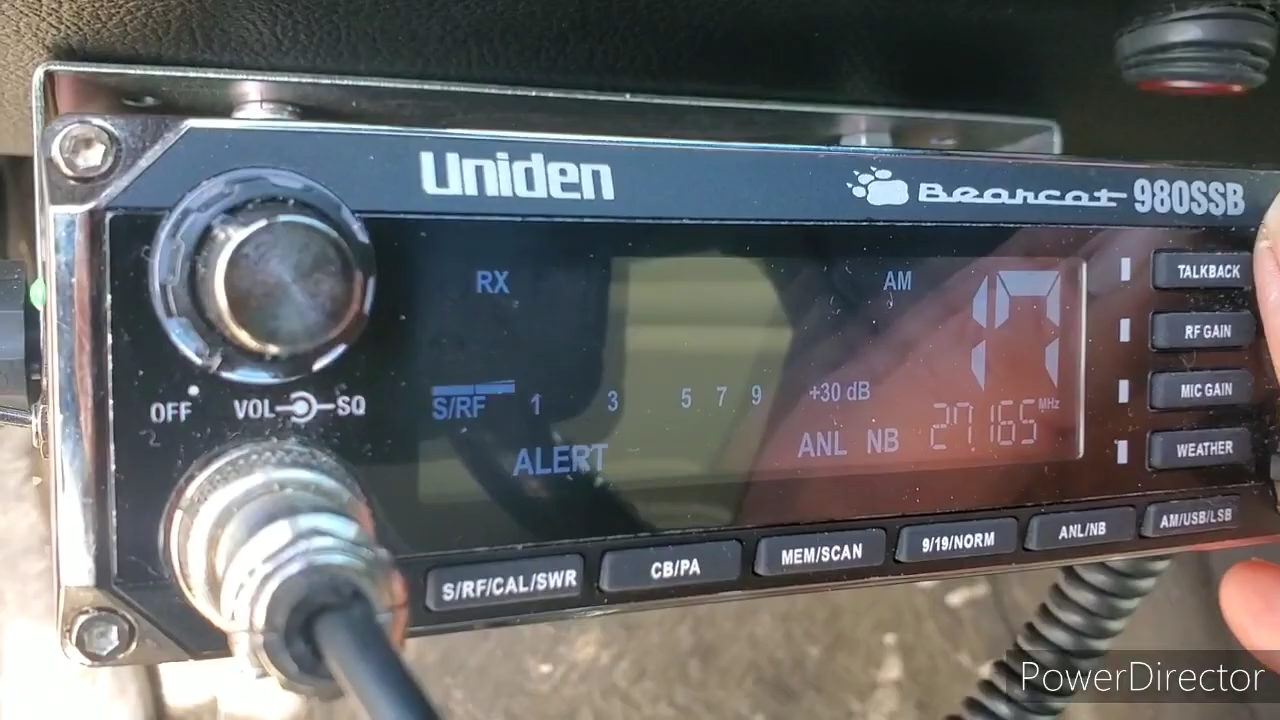 Uniden
Bearcat 980SSB
RX
AM
17
TALKBACK
RF GAIN
MIC GAIN
WEATHER
S/RF 1 3 5 7 9 +30 dB
ALERT
ANL NB
27165 MHz
OFF VOL SQ
S/RF/CAL/SWR
CB/PA
MEM/SCAN
9/19/NORM
ANL/NB
AM/USB/LSB
PowerDirector